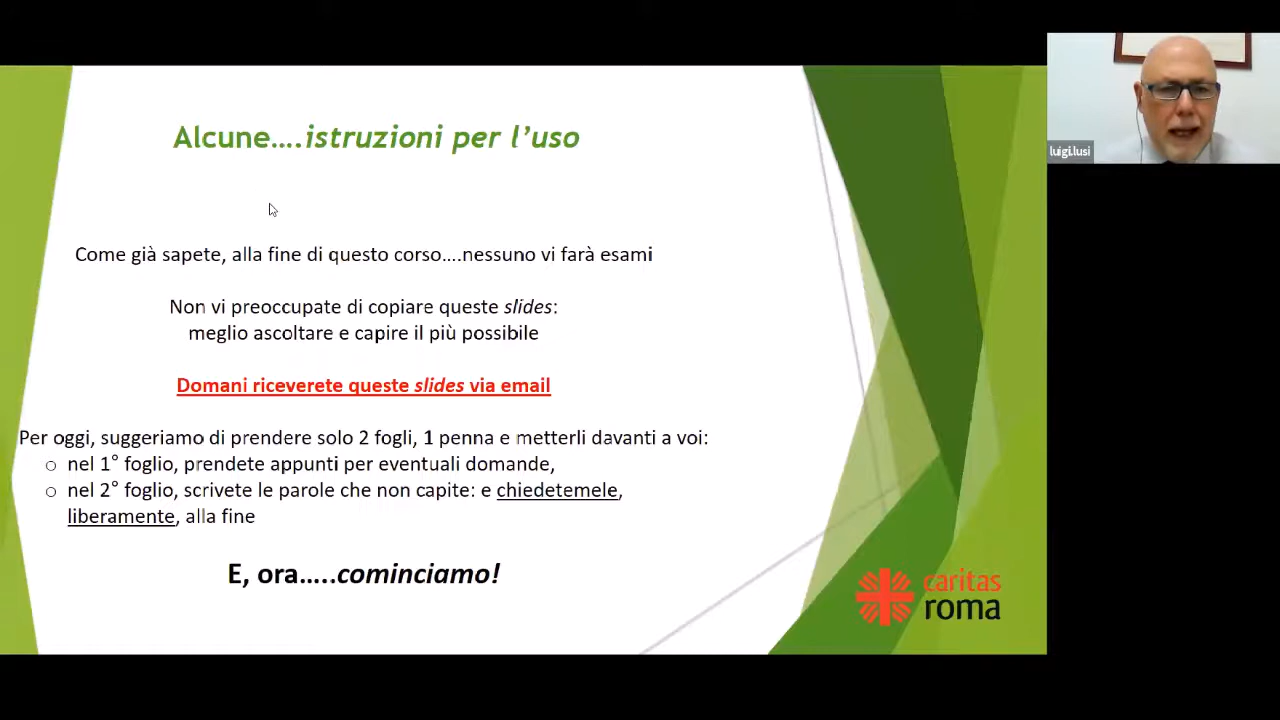 Alcune....istruzioni per l'uso
luigi.lusi
Come già sapete, alla fine di questo corso....nessuno vi farà esami
Non vi preoccupate di copiare queste slides:
meglio ascoltare e capire il più possibile
Domani riceverete queste slides via email
Per oggi, suggeriamo di prendere solo 2 fogli, 1 penna e metterli davanti a voi:
o nel 1° foglio, prendete appunti per eventuali domande,
o nel 2° foglio, scrivete le parole che non capite: e chiedetemele,
liberamente, alla fine
E, ora.....cominciamo!
caritas
roma